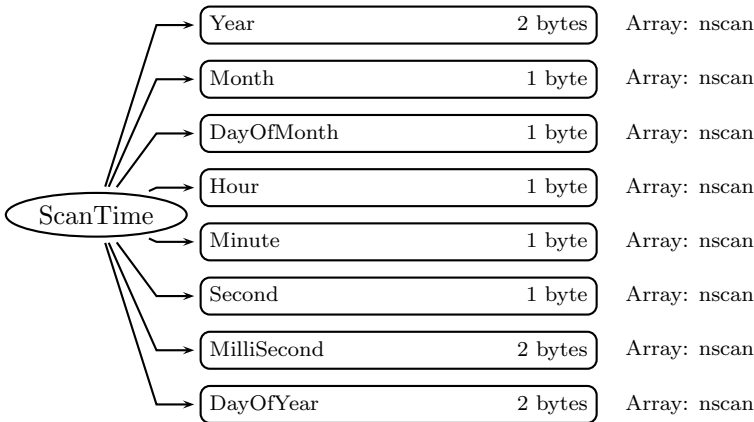 Year 2 bytes Array: nscan
Month 1 byte Array: nscan
DayOfMonth 1 byte Array: nscan
Hour 1 byte Array: nscan
ScanTime
Minute 1 byte Array: nscan
Second 1 byte Array: nscan
MilliSecond 2 bytes Array: nscan
DayOfYear 2 bytes Array: nscan